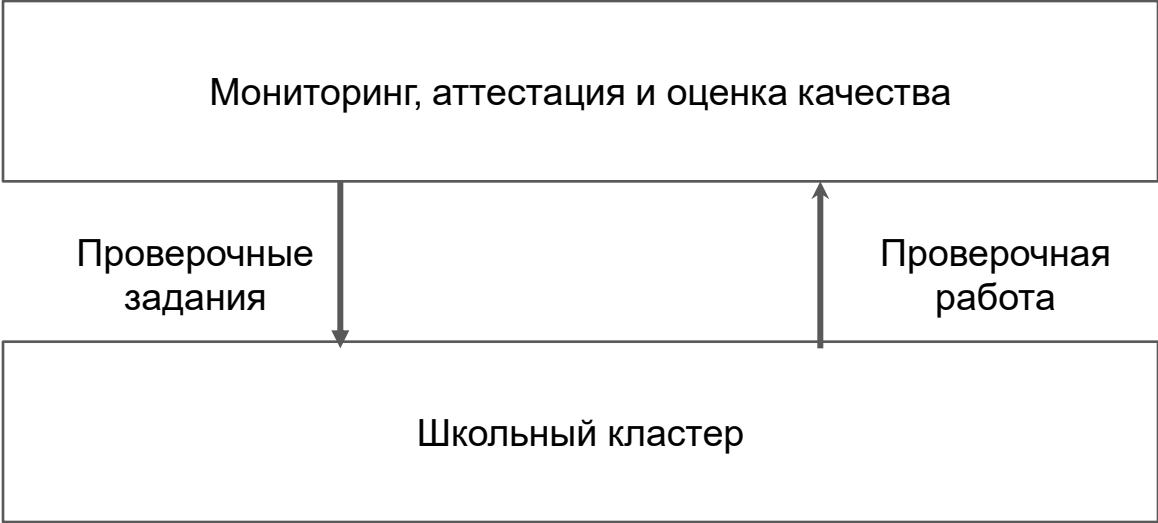 Мониторинг, аттестация и оценка качества
Проверочные
задания
Проверочная
работа
Школьный кластер